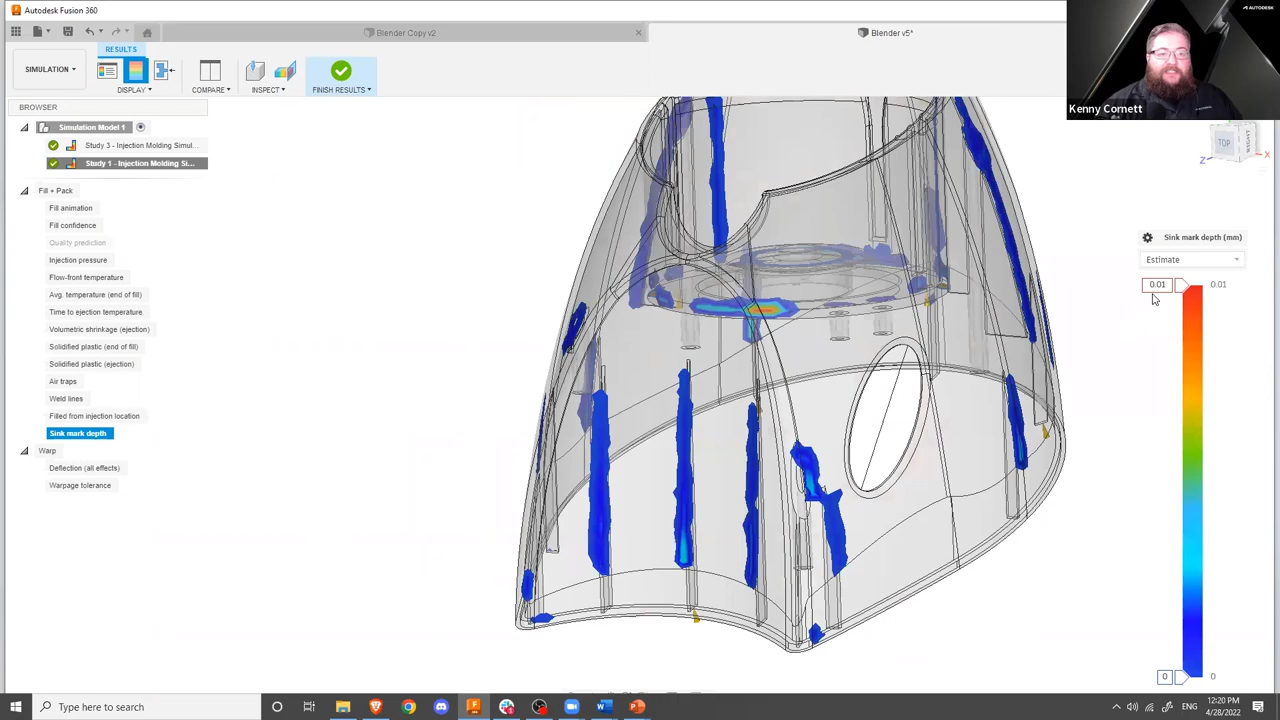 Autodesk Fusion 360
AUTODESK
Blender Copy v2
Blender v5*
RESULTS
SIMULATION
DISPLAY
COMPARE
INSPECT
FINISH RESULTS
Kenny Cornett
BROWSER
Simulation Model 1
Study 3 - Injection Molding Simul...
Study 1 - Injection Molding Si...
Fill + Pack
Fill animation
Fill confidence
Quality prediction
Injection pressure
Flow-front temperature
Avg. temperature (end of fill)
Time to ejection temperature
Volumetric shrinkage (ejection)
Solidified plastic (end of fill)
Solidified plastic (ejection)
Air traps
Weld lines
Filled from injection location
Sink mark depth
Warp
Deflection (all effects)
Warpage tolerance
TOP
RIGHT
Z
X
Sink mark depth (mm)
Estimate
0.01
0.01
0
0
Type here to search
ENG
12:20 PM
4/28/2022